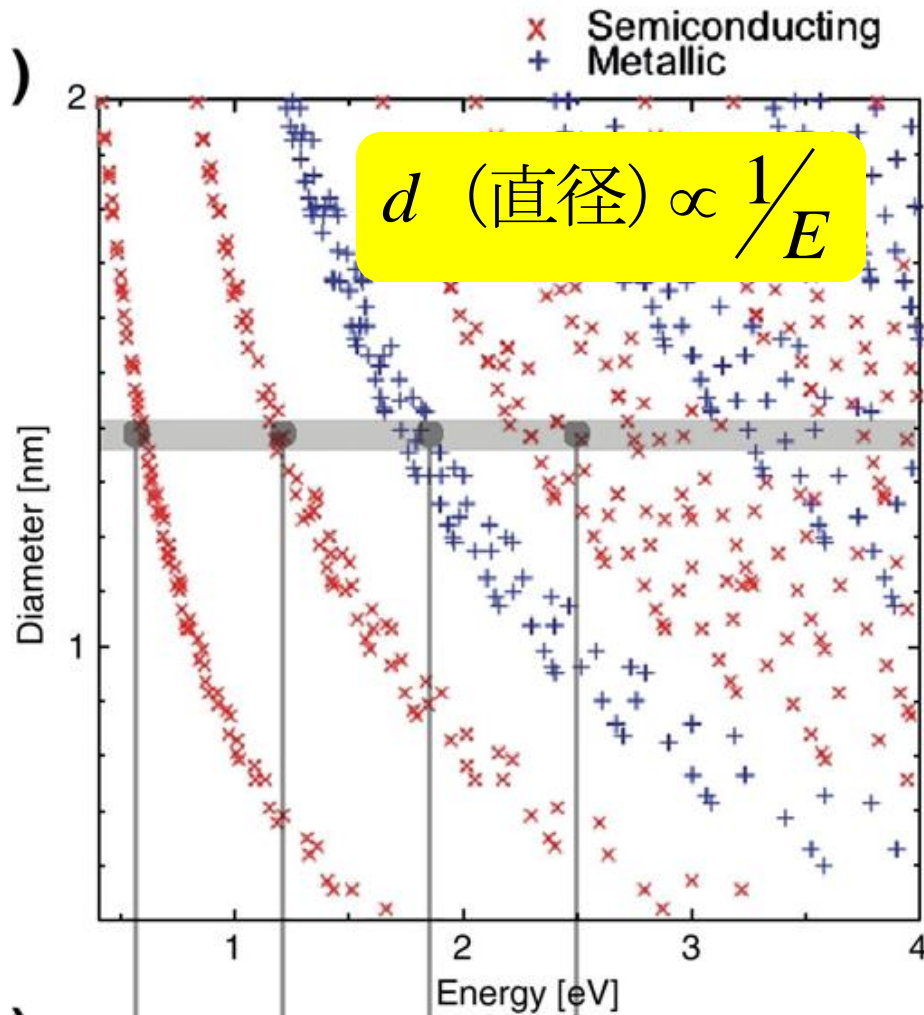 × Semiconducting
+ Metallic
)
2
d （直径）∝ 1/E
Diameter [nm]
1
1 2 3 4
Energy [eV]
)